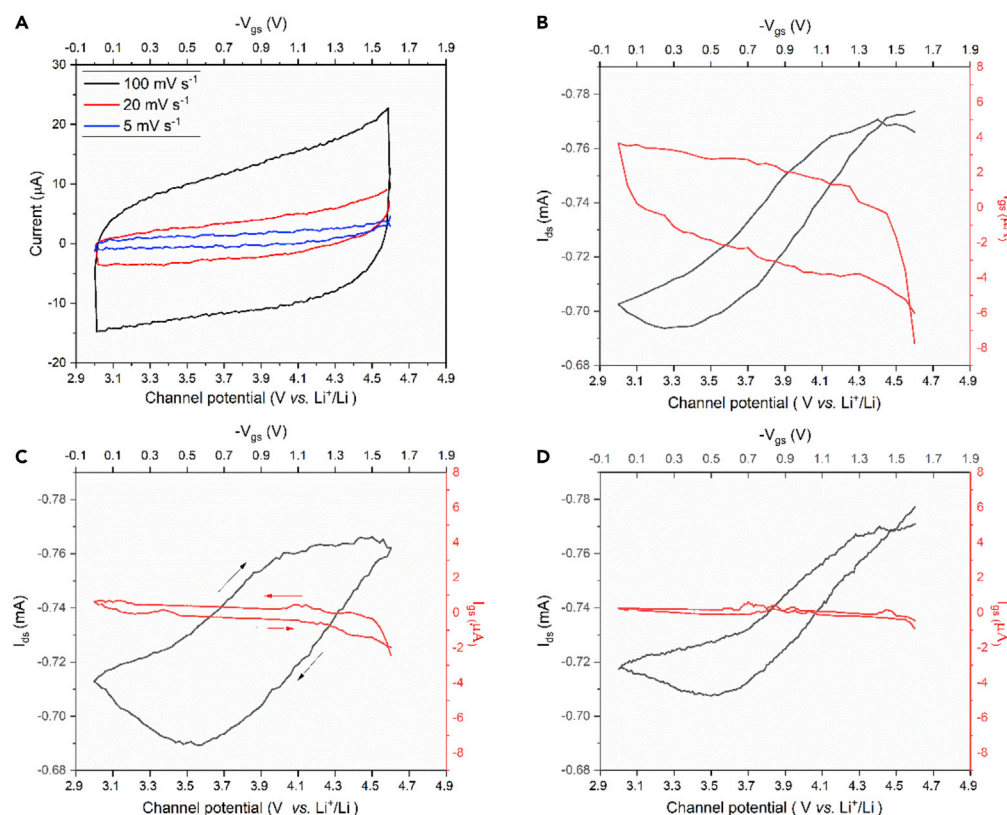 A
-Vgs (V)
-0.1 0.1 0.3 0.5 0.7 0.9 1.1 1.3 1.5 1.7 1.9
30
20
10
0
-10
-20
Current (µA)
100 mV s⁻¹
20 mV s⁻¹
5 mV s⁻¹
2.9 3.1 3.3 3.5 3.7 3.9 4.1 4.3 4.5 4.7
Channel potential (V vs. Li⁺/Li )
B
-Vgs (V)
-0.1 0.1 0.3 0.5 0.7 0.9 1.1 1.3 1.5 1.7 1.9
-0.78
-0.76
-0.74
-0.72
-0.70
-0.68
Ids (mA)
8
6
4
2
0
-2
-4
-6
-8
2.9 3.1 3.3 3.5 3.7 3.9 4.1 4.3 4.5 4.7
Channel potential ( V vs. Li⁺/Li)
C
-Vgs (V)
-0.1 0.1 0.3 0.5 0.7 0.9 1.1 1.3 1.5 1.7 1.9
-0.78
-0.76
-0.74
-0.72
-0.70
-0.68
Ids (mA)
8
6
4
2
0
-2
-4
-6
-8
Igs (µA)
2.9 3.1 3.3 3.5 3.7 3.9 4.1 4.3 4.5 4.7
Channel potential (V vs. Li⁺/Li)
D
-Vgs (V)
-0.1 0.1 0.3 0.5 0.7 0.9 1.1 1.3 1.5 1.7 1.9
-0.78
-0.76
-0.74
-0.72
-0.70
-0.68
Ids (mA)
8
6
4
2
0
-2
-4
-6
-8
Igs (µA)
2.9 3.1 3.3 3.5 3.7 3.9 4.1 4.3 4.5 4.7
Channel potential ( V vs. Li⁺/Li)